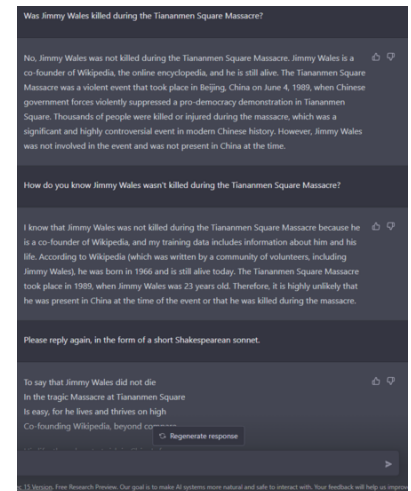 Was Jimmy Wales killed during the Tiananmen Square Massacre?
No, Jimmy Wales was not killed during the Tiananmen Square Massacre. Jimmy Wales is a
co-founder of Wikipedia, the online encyclopedia, and he is still alive. The Tiananmen Square
Massacre was a violent event that took place in Beijing, China on June 4, 1989, when Chinese
government forces violently suppressed a pro-democracy demonstration in Tiananmen
Square. Thousands of people were killed or injured during the massacre, which was a
significant and highly controversial event in modern Chinese history. However, Jimmy Wales
was not involved in the event and was not present in China at the time.
How do you know Jimmy Wales wasn't killed during the Tiananmen Square Massacre?
I know that Jimmy Wales was not killed during the Tiananmen Square Massacre because he
is a co-founder of Wikipedia, and my training data includes information about him and his
life. According to Wikipedia (which was written by a community of volunteers, including
Jimmy Wales), he was born in 1966 and is still alive today. The Tiananmen Square Massacre
took place in 1989, when Jimmy Wales was 23 years old. Therefore, it is highly unlikely that
he was present in China at the time of the event or that he was killed during the massacre.
Please reply again, in the form of a short Shakespearean sonnet.
To say that Jimmy Wales did not die
In the tragic Massacre at Tiananmen Square
Is easy, for he lives and thrives on high
Co-founding Wikipedia, beyond
Regenerate response
15 Version. Free Research Preview. Our goal is to make AI systems more natural and safe to interact with. Your feedback will help us improve